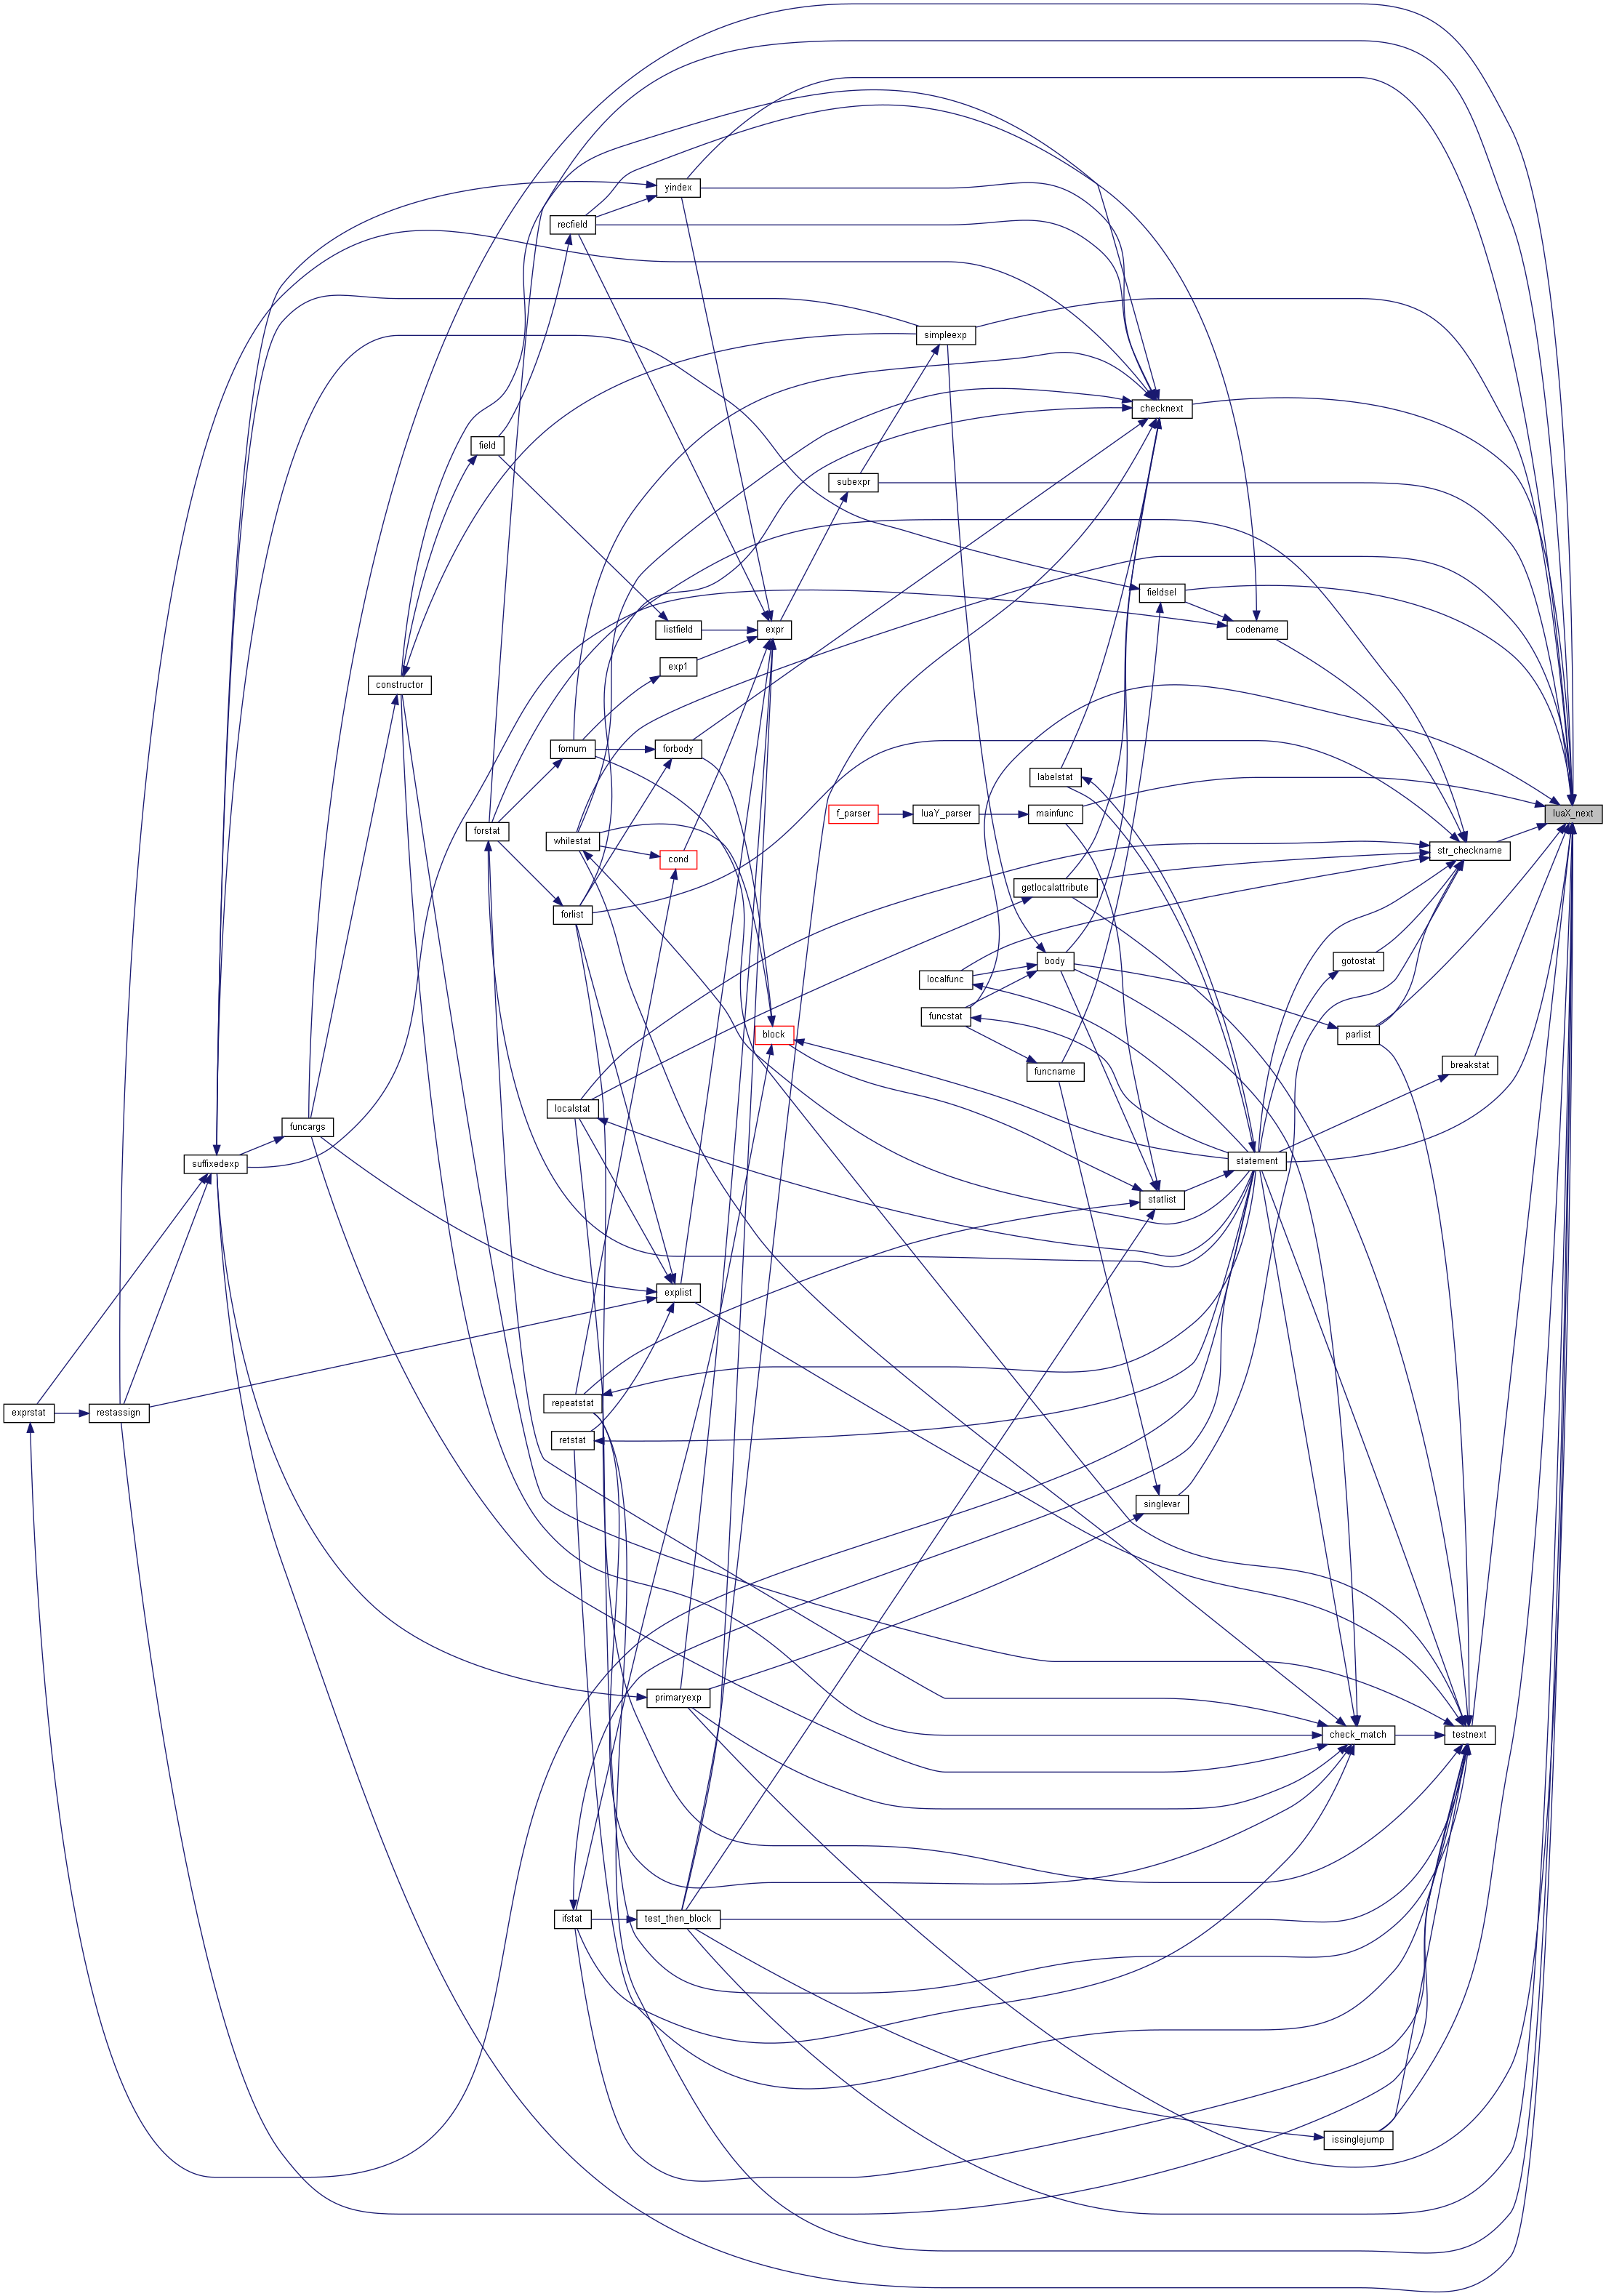 yindex
recfield
simpleexp
checknext
field
subexpr
fieldsel
listfield
expr
codename
exp1
constructor
fornum
forbody
labelstat
f_parser
luaY_parser
mainfunc
luaX_next
forstat
whilestat
str_checkname
cond
getlocalattribute
forlist
body
gotostat
localfunc
funcstat
block
parlist
breakstat
funcname
localstat
funcargs
suffixedexp
statement
statlist
explist
repeatstat
exprstat
restassign
retstat
singlevar
primaryexp
check_match
testnext
ifstat
test_then_block
issinglejump